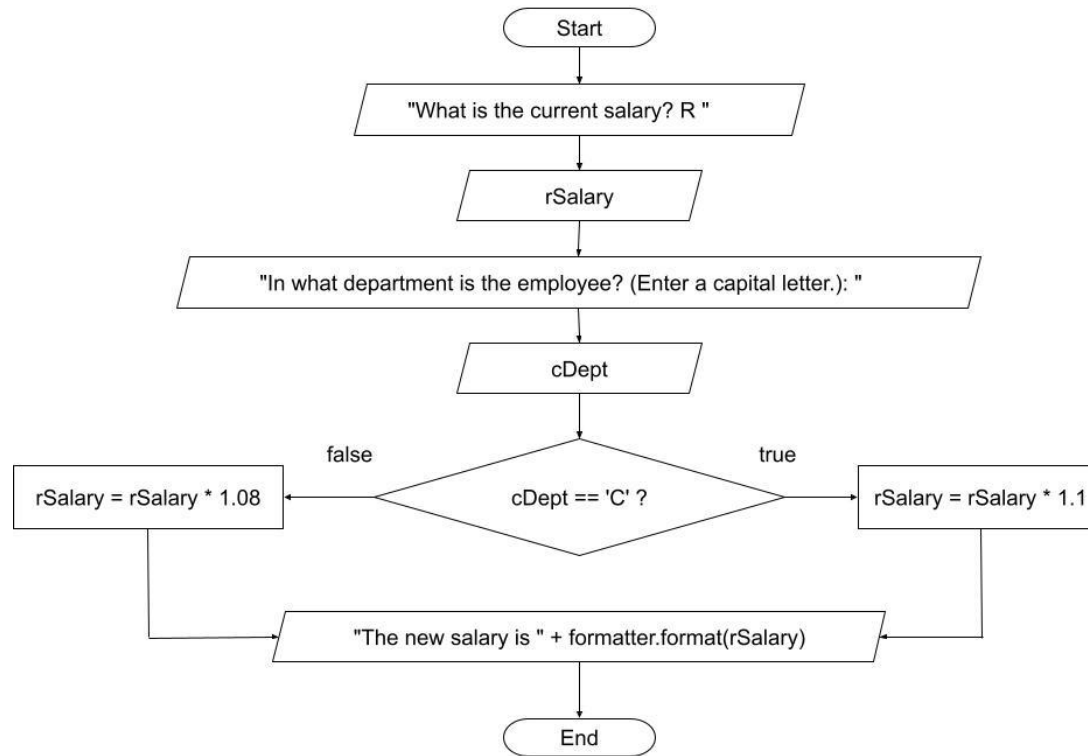 Start
"What is the current salary? R "
rSalary
"In what department is the employee? (Enter a capital letter.): "
cDept
false
true
rSalary = rSalary * 1.08
cDept == 'C' ?
rSalary = rSalary * 1.1
"The new salary is " + formatter.format(rSalary)
End